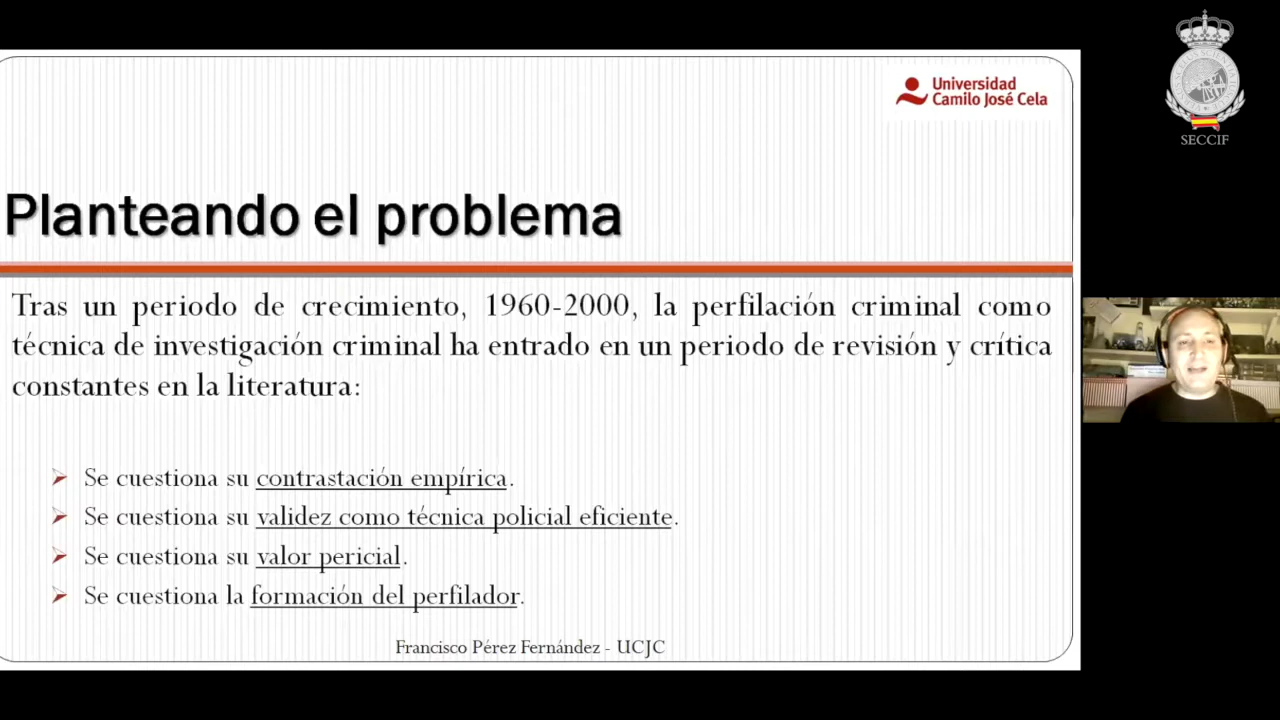 Universidad
Camilo José Cela
SECCIF
Planteando el problema
Tras un periodo de crecimiento, 1960-2000, la perfilación criminal como
técnica de investigación criminal ha entrado en un periodo de revisión y crítica
constantes en la literatura:
Se cuestiona su contrastación empírica.
Se cuestiona su validez como técnica policial eficiente.
Se cuestiona su valor pericial.
Se cuestiona la formación del perfilador.
Francisco Pérez Fernández - UCJC